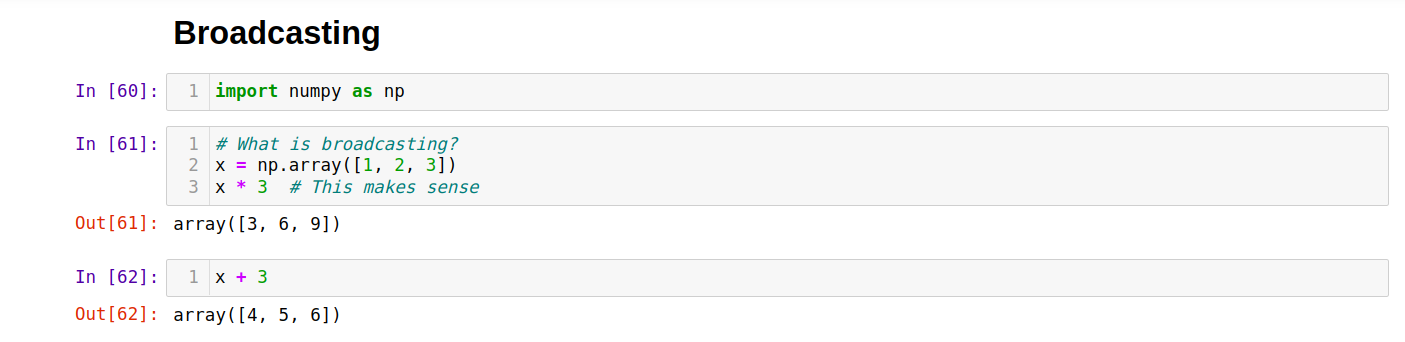 Broadcasting
In [60]: 1 import numpy as np
In [61]: 1 # What is broadcasting?
2 x = np.array([1, 2, 3])
3 x * 3  # This makes sense
Out[61]: array([3, 6, 9])
In [62]: 1 x + 3
Out[62]: array([4, 5, 6])